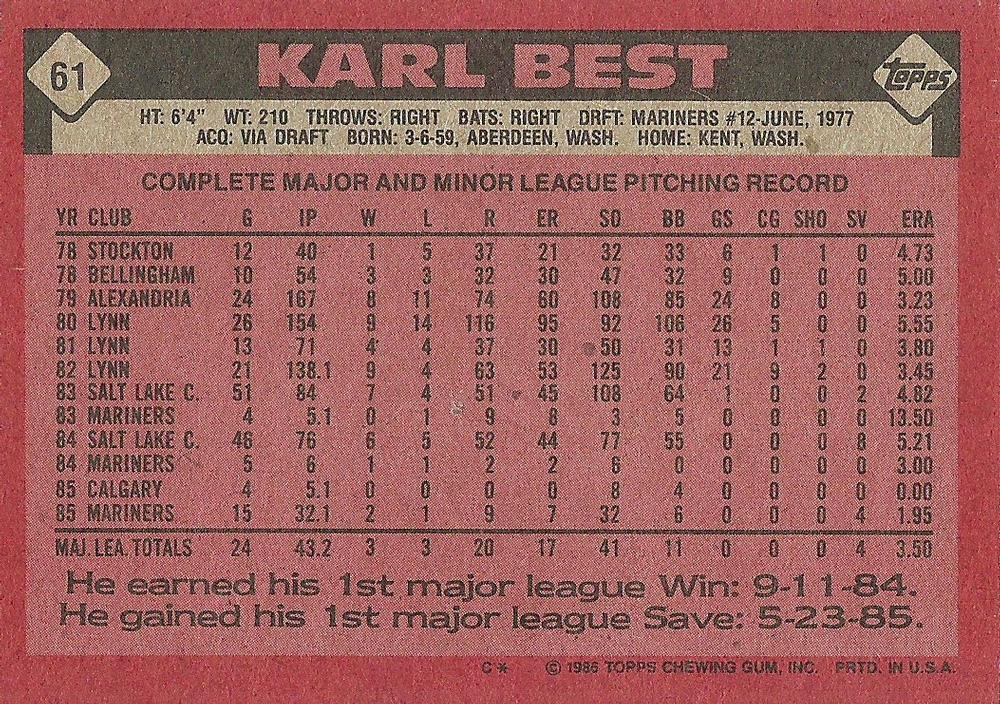 61 KARL BEST Topps
HT: 6'4" WT: 210 THROWS: RIGHT BATS: RIGHT DRFT: MARINERS #12-JUNE, 1977
ACQ: VIA DRAFT BORN: 3-6-59, ABERDEEN, WASH. HOME: KENT, WASH.
COMPLETE MAJOR AND MINOR LEAGUE PITCHING RECORD
YR CLUB G IP W L R ER SO BB GS CG SHO SV ERA
78 STOCKTON 12 40 1 5 37 21 32 33 6 1 1 0 4.73
78 BELLINGHAM 10 54 3 3 32 30 47 32 9 0 0 0 5.00
79 ALEXANDRIA 24 167 8 11 74 60 108 85 24 8 0 0 3.23
80 LYNN 26 154 9 14 116 95 92 106 26 5 0 0 5.55
81 LYNN 13 71 4 4 37 30 50 31 13 1 1 0 3.80
82 LYNN 21 138.1 9 4 63 53 125 90 21 9 2 0 3.45
83 SALT LAKE C. 51 84 7 4 51 45 108 64 1 0 0 2 4.82
83 MARINERS 4 5.1 0 1 9 8 3 5 0 0 0 0 13.50
84 SALT LAKE C. 46 76 6 5 52 44 77 55 0 0 0 8 5.21
84 MARINERS 5 6 1 1 2 2 6 0 0 0 0 0 3.00
85 CALGARY 4 5.1 0 0 0 0 8 4 0 0 0 0 0.00
85 MARINERS 15 32.1 2 1 9 7 32 6 0 0 0 4 1.95
MAJ. LEA. TOTALS 24 43.2 3 3 20 17 41 11 0 0 0 4 3.50
He earned his 1st major league Win: 9-11-84.
He gained his 1st major league Save: 5-23-85.
C* © 1986 TOPPS CHEWING GUM, INC. PRTD. IN U.S.A.